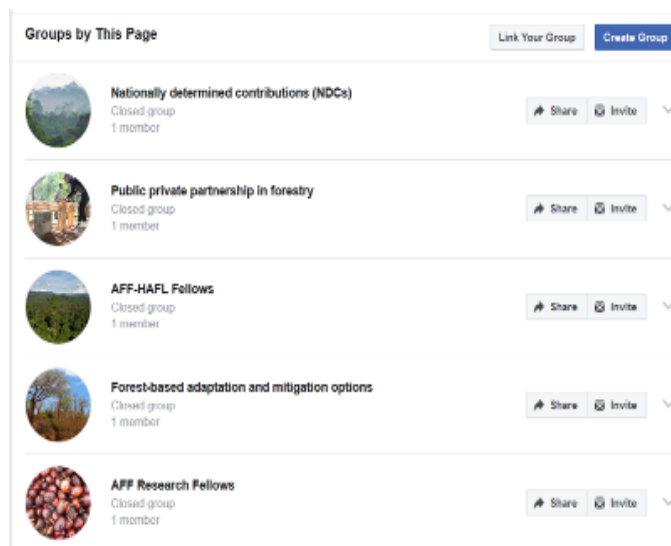 Groups by This Page
Link Your Group
Create Group
Nationally determined contributions (NDCs)
Closed group
1 member
Share
Invite
Public private partnership in forestry
Closed group
1 member
Share
Invite
AFF-HAFL Fellows
Closed group
1 member
Share
Invite
Forest-based adaptation and mitigation options
Closed group
1 member
Share
Invite
AFF Research Fellows
Closed group
1 member
Share
Invite